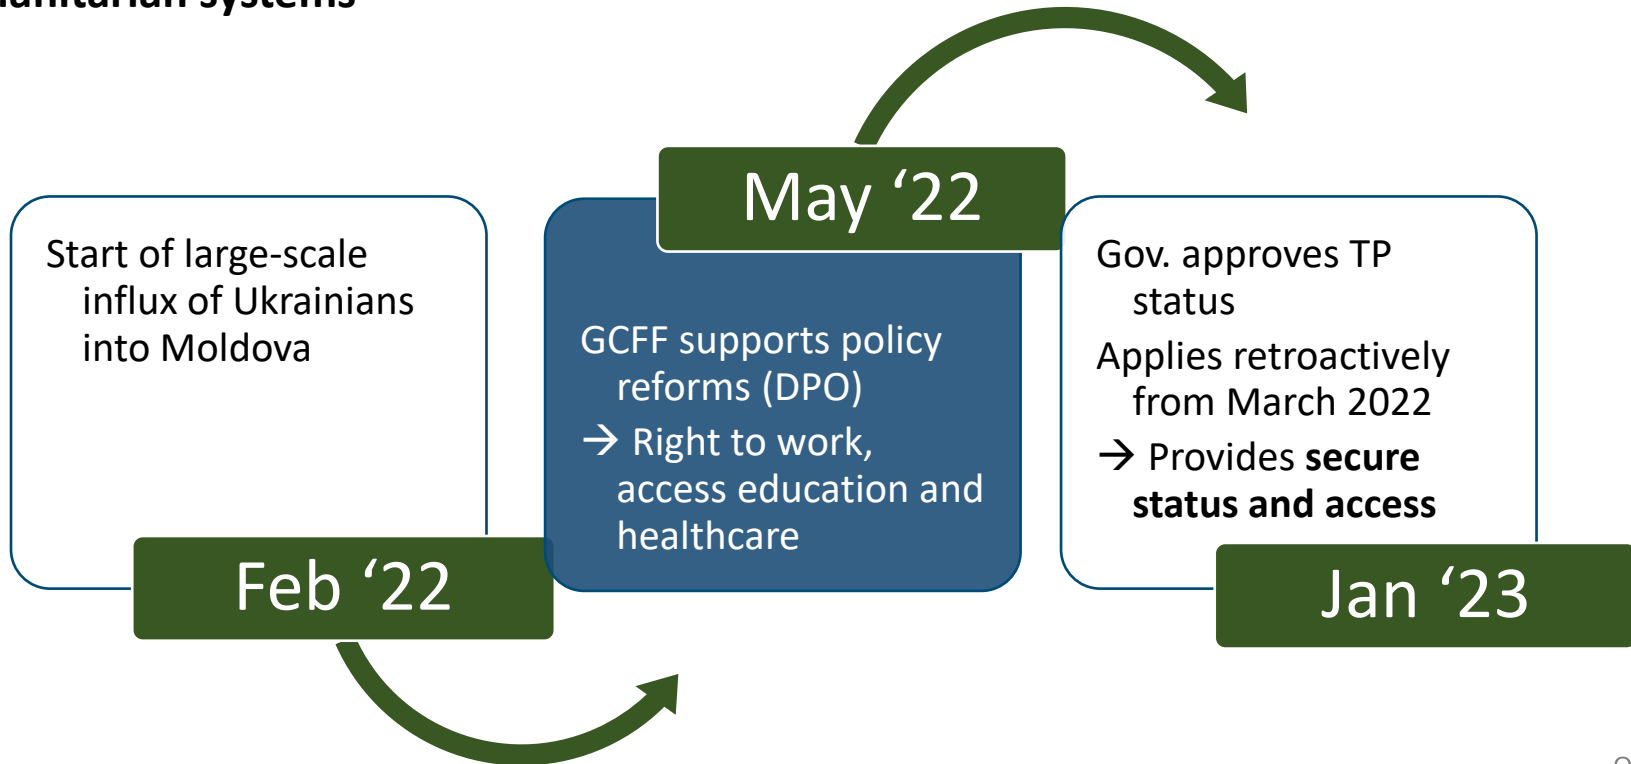 systems
Start of large-scale
influx of Ukrainians
into Moldova
Feb ‘22
May ‘22
GCFF supports policy
reforms (DPO)
→ Right to work,
access education and
healthcare
Gov. approves TP
status
Applies retroactively
from March 2022
→ Provides secure
status and access
Jan ‘23